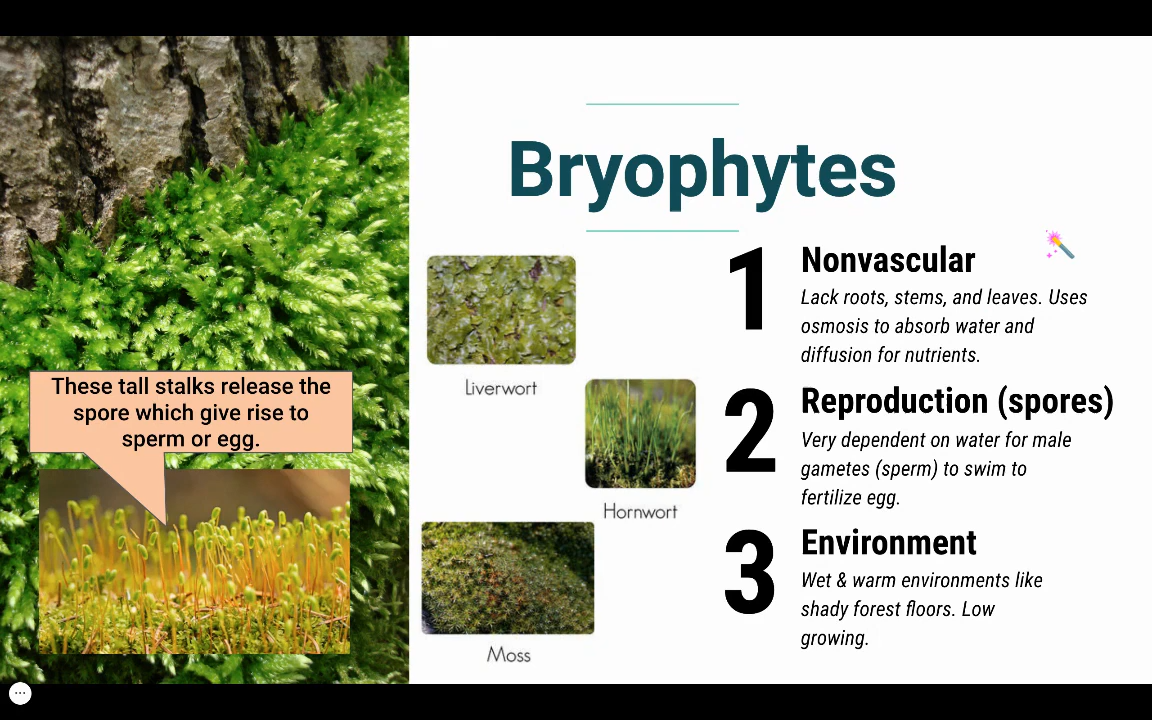 Bryophytes
These tall stalks release the
spore which give rise to
sperm or egg.
Liverwort
Hornwort
Moss
1
Nonvascular
Lack roots, stems, and leaves. Uses
osmosis to absorb water and
diffusion for nutrients.
2
Reproduction (spores)
Very dependent on water for male
gametes (sperm) to swim to
fertilize egg.
3
Environment
Wet & warm environments like
shady forest floors. Low
growing.